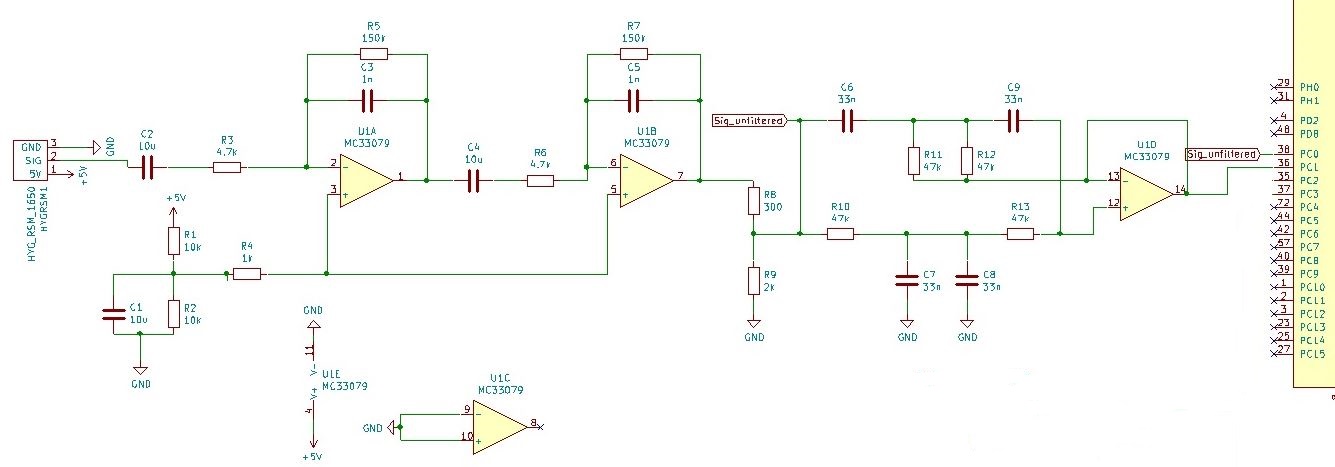 R5
150k
C3
1n
U1A
MC33079
2
3
1
R7
150k
C5
1n
U1B
MC33079
6
5
7
GND 3
SIG 2
5V 1
GND
+5V
HYG_RSM_1650
HYGRSM1
C2
10u
R3
4.7k
C4
10u
R6
4.7k
+5V
R1
10k
R4
1k
C1
10u
R2
10k
GND
GND
11
V-
U1E
MC33079
V+
4
+5V
U1C
MC33079
GND
9
10
8
Sig_unfiltered
C6
33n
C9
33n
R11
47k
R12
47k
R8
300
R10
47k
R13
47k
R9
2k
C7
33n
C8
33n
GND
GND
GND
U1D
MC33079
13
12
14
Sig_unfiltered
29 PH0
31 PH1
4 PD2
48 PD8
38 PC0
36 PC1
35 PC2
37 PC3
72 PC4
44 PC5
42 PC6
57 PC7
40 PC8
39 PC9
1 PC10
2 PC11
3 PC12
23 PC13
25 PC14
27 PC15